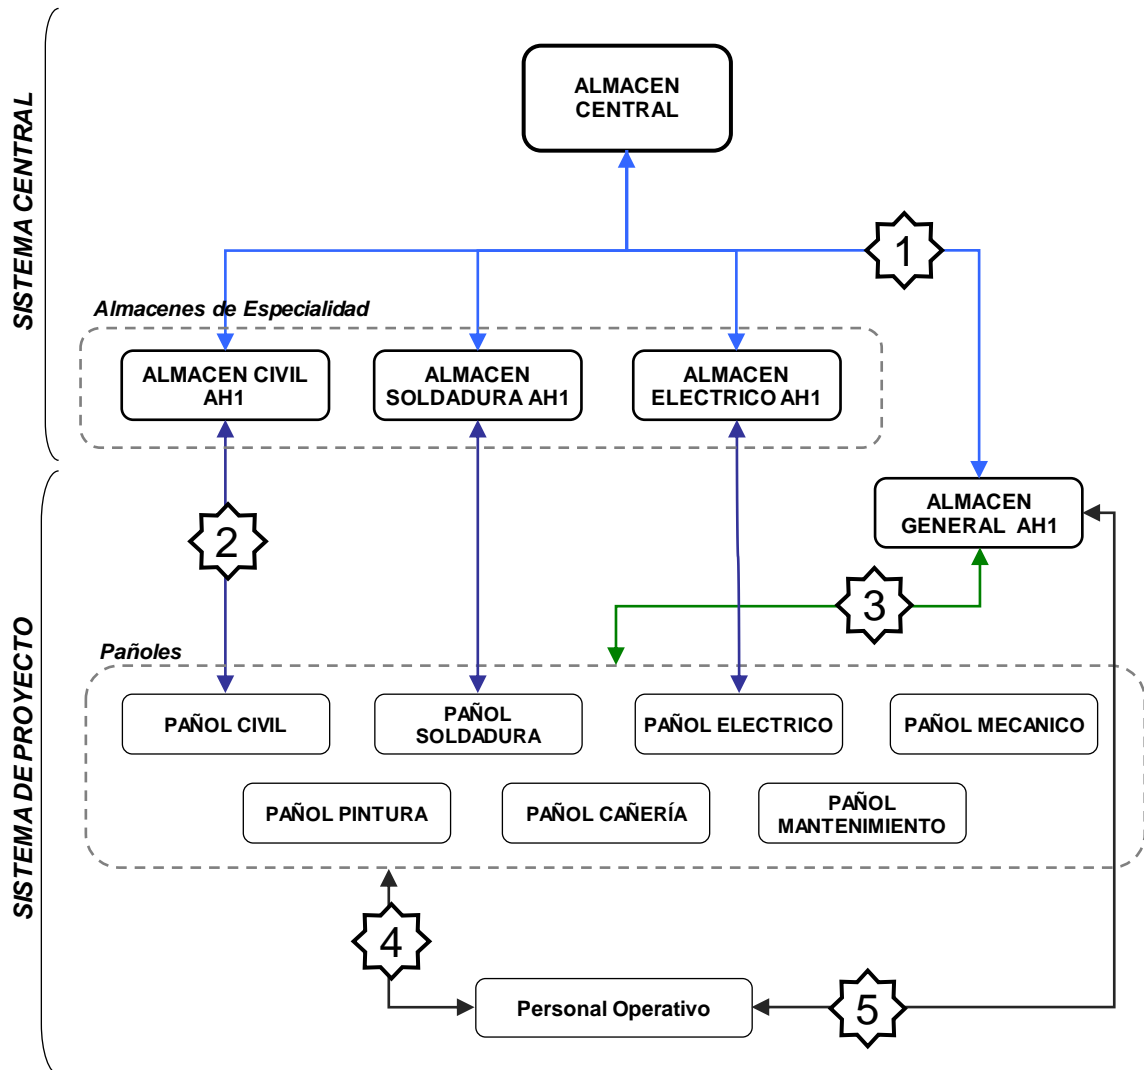 SISTEMA CENTRAL
ALMACEN
CENTRAL
1
Almacenes de Especialidad
ALMACEN CIVIL
AH1
ALMACEN
SOLDADURA AH1
ALMACEN
ELECTRICO AH1
SISTEMA DE PROYECTO
ALMACEN
GENERAL AH1
2
3
Pañoles
PAÑOL CIVIL
PAÑOL
SOLDADURA
PAÑOL ELECTRICO
PAÑOL MECANICO
PAÑOL PINTURA
PAÑOL CAÑERÍA
PAÑOL
MANTENIMIENTO
4
Personal Operativo
5